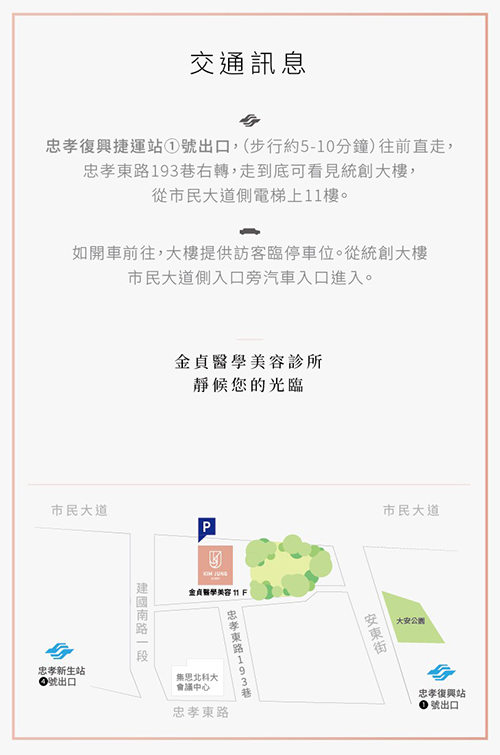 交通訊息
忠孝復興捷運站①號出口，（步行約5-10分鐘）往前直走，
忠孝東路193巷右轉，走到底可看見統創大樓，
從市民大道側電梯上11樓。
如開車前往，大樓提供訪客臨停車位。從統創大樓
市民大道側入口旁汽車入口進入。
金貞醫學美容診所
靜候您的光臨
市民大道
市民大道
P
KIM JUNG
金貞醫學美容 11 F
建國南路一段
忠孝東路193巷
安東街
大安公園
忠孝新生站
❹號出口
集思北科大
會議中心
忠孝復興站
❶ 號出口
忠孝東路